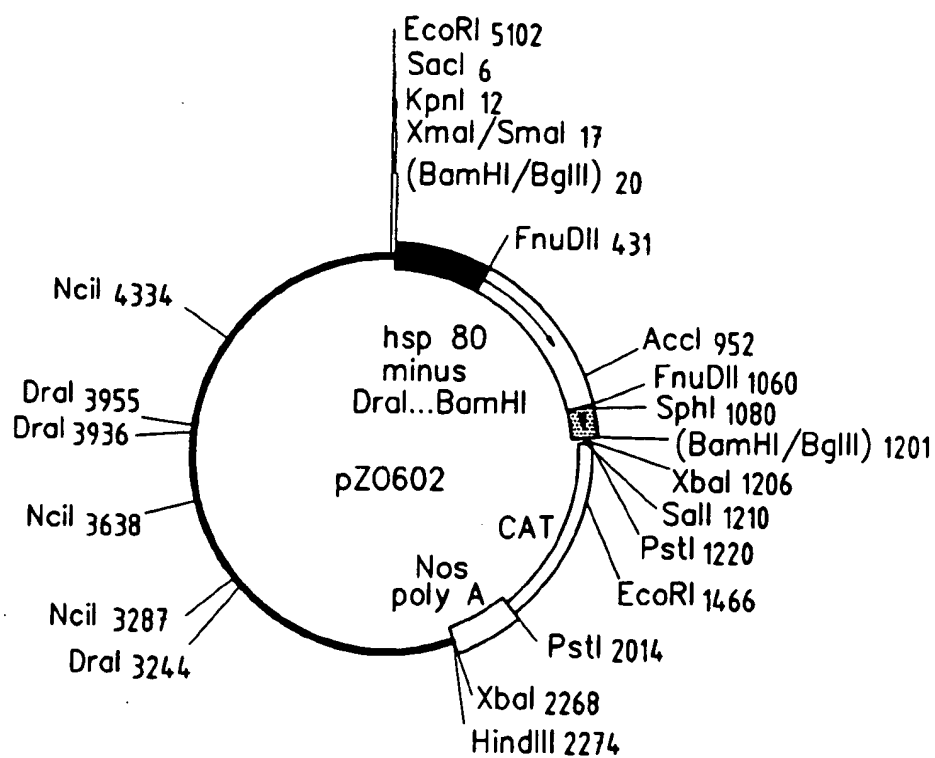 EcoRI 5102
SacI 6
KpnI 12
XmaI/SmaI 17
(BamHI/BglII) 20
FnuDII 431
NciI 4334
hsp 80
minus
DraI...BamHI
AccI 952
FnuDII 1060
SphI 1080
(BamHI/BglII) 1201
XbaI 1206
SalI 1210
PstI 1220
DraI 3955
DraI 3936
pZO602
NciI 3638
CAT
Nos
poly A
EcoRI 1466
NciI 3287
DraI 3244
PstI 2014
XbaI 2268
HindIII 2274